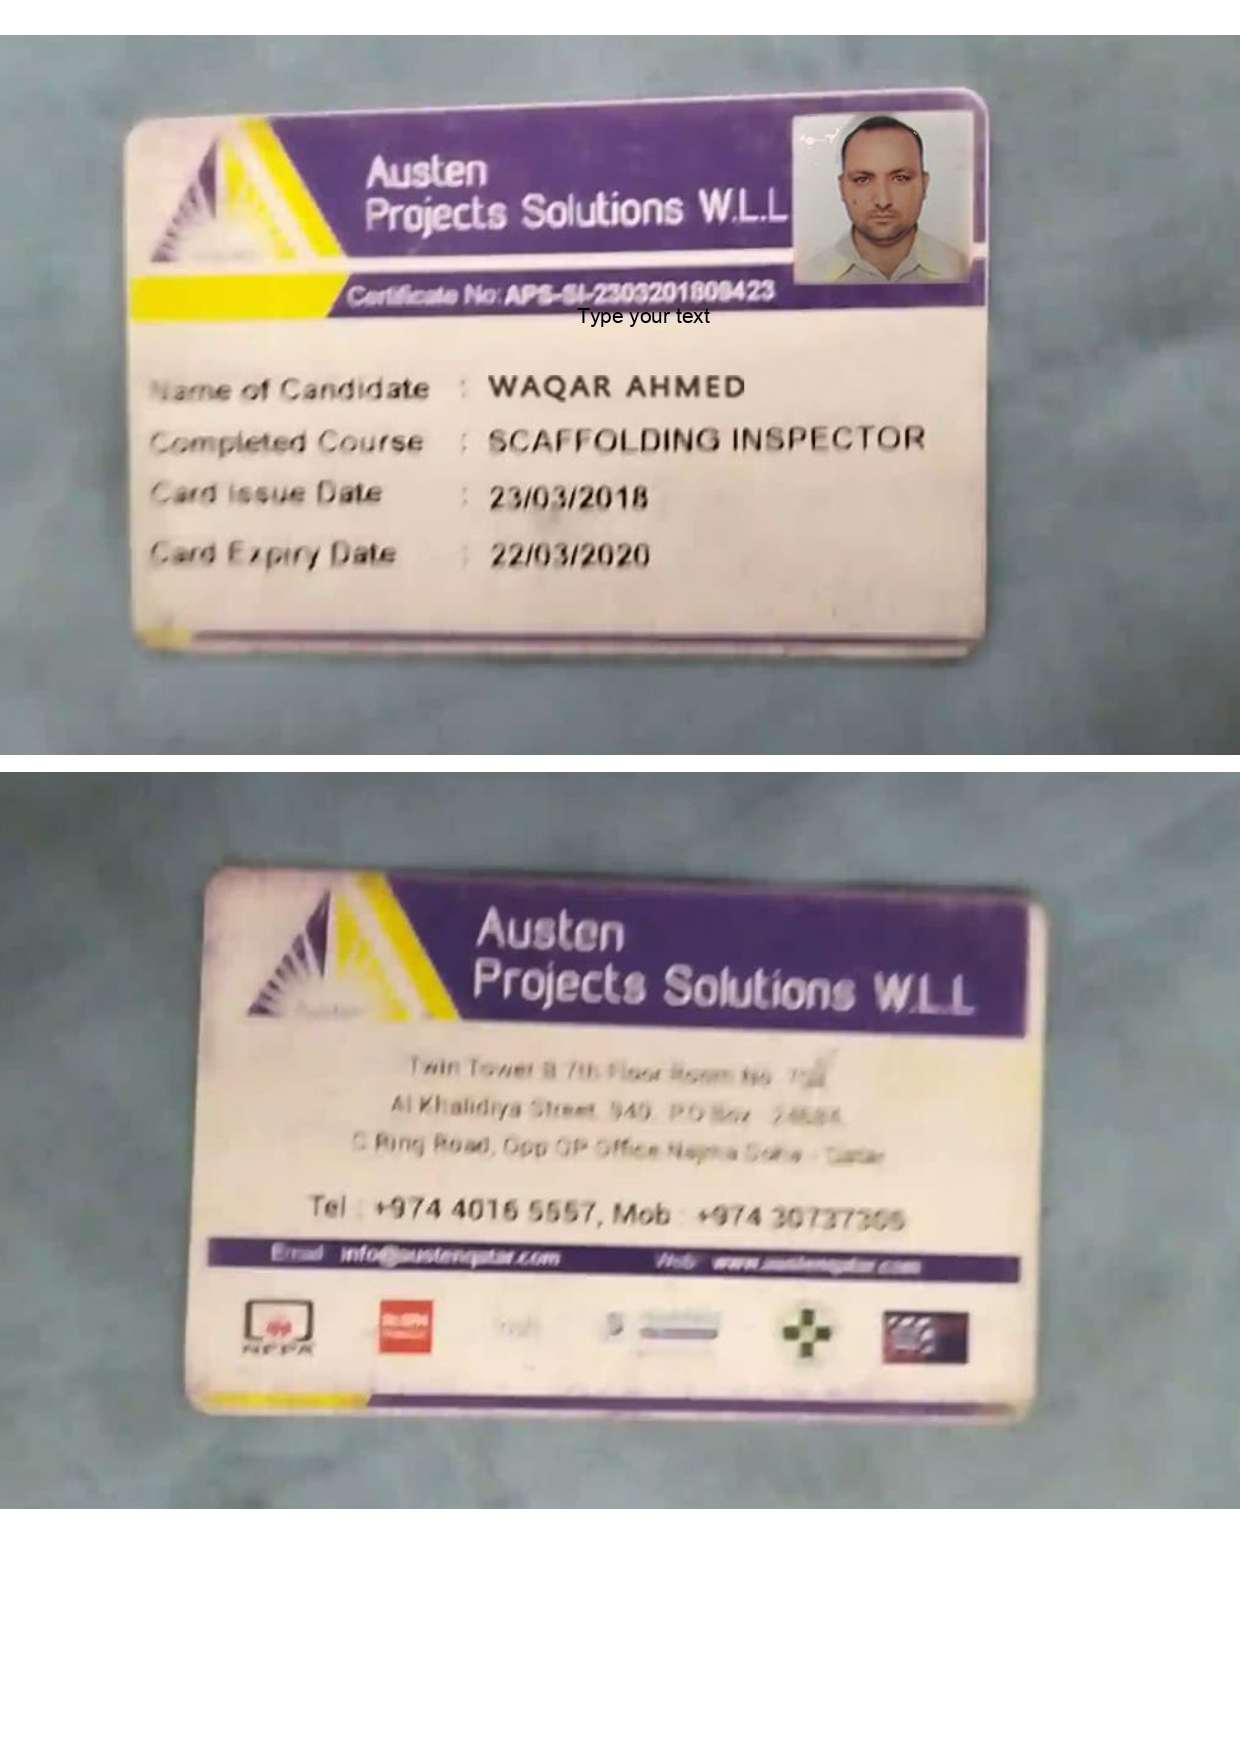 Austen
Projects Solutions W.L.L
Certificate No: APS-SI-2303201809423
Type your text
Name of Candidate : WAQAR AHMED
Completed Course : SCAFFOLDING INSPECTOR
Card Issue Date : 23/03/2018
Card Expiry Date : 22/03/2020
Austen
Projects Solutions W.L.L
Twin Tower B 7th Floor Room No
Al Khalidiya Street, 940, P.O Box
C Ring Road, Opp QP Office Najma Doha - Qatar
Tel : +974 4016 5557, Mob : +974
Email info@austenqatar.com Web: www.austenqatar.com
NFPA